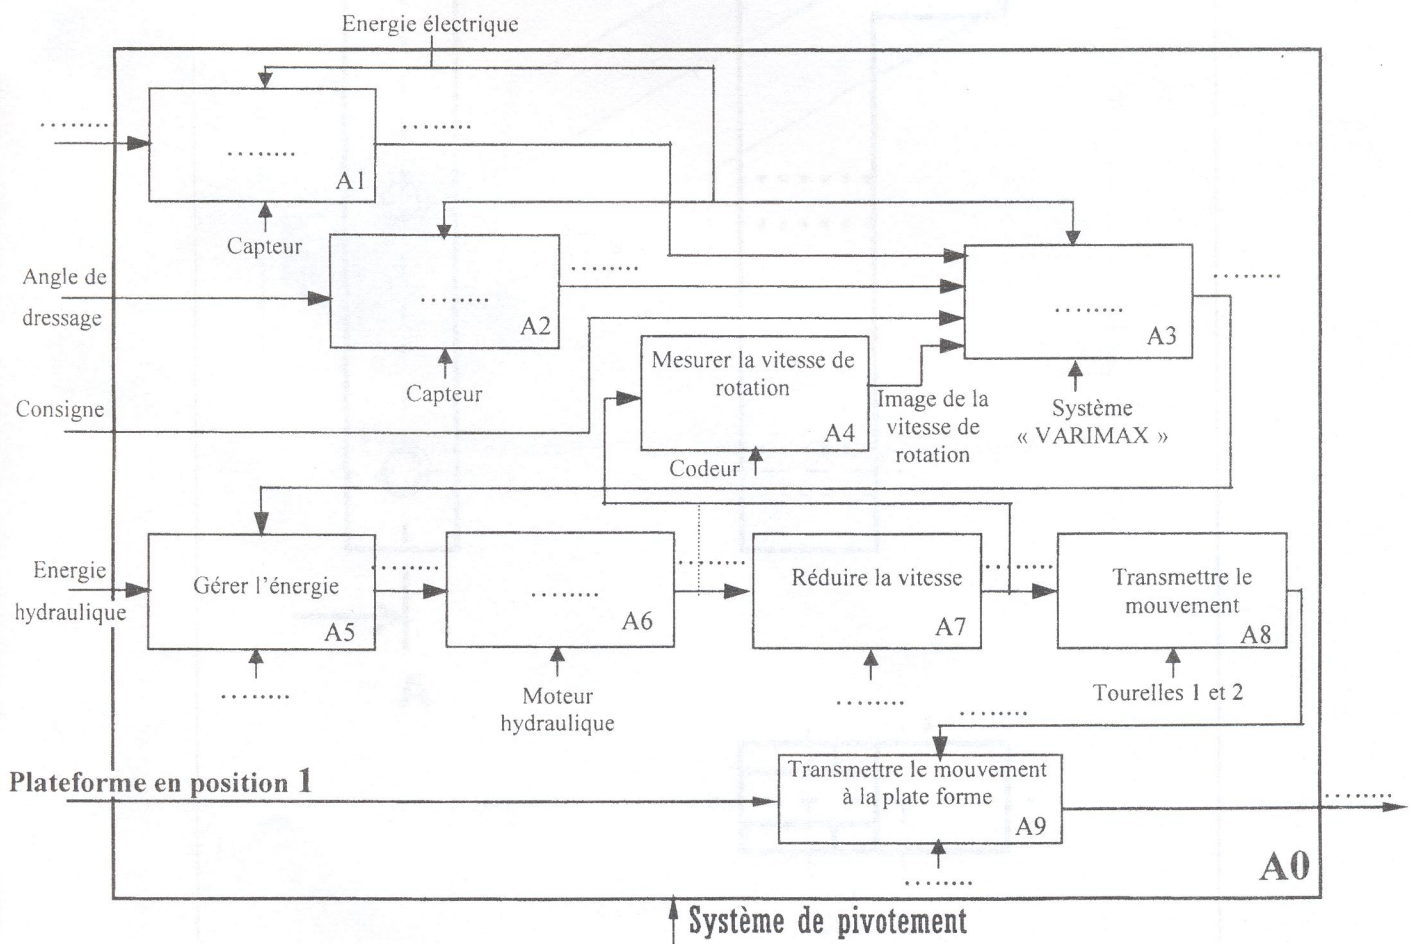 Energie électrique
.........
.........
.........
A1
Capteur
Angle de
dressage
.........
A2
.........
Capteur
.........
A3
.........
Système
« VARIMAX »
Mesurer la vitesse de
rotation
A4
Codeur
Image de la
vitesse de
rotation
Consigne
Energie
hydraulique
Gérer l'énergie
A5
.........
.........
.........
A6
Moteur
hydraulique
.........
Réduire la vitesse
A7
.........
.........
Transmettre le
mouvement
A8
Tourelles 1 et 2
.........
Plateforme en position 1
Transmettre le mouvement
à la plate forme
A9
.........
.........
A0
Système de pivotement